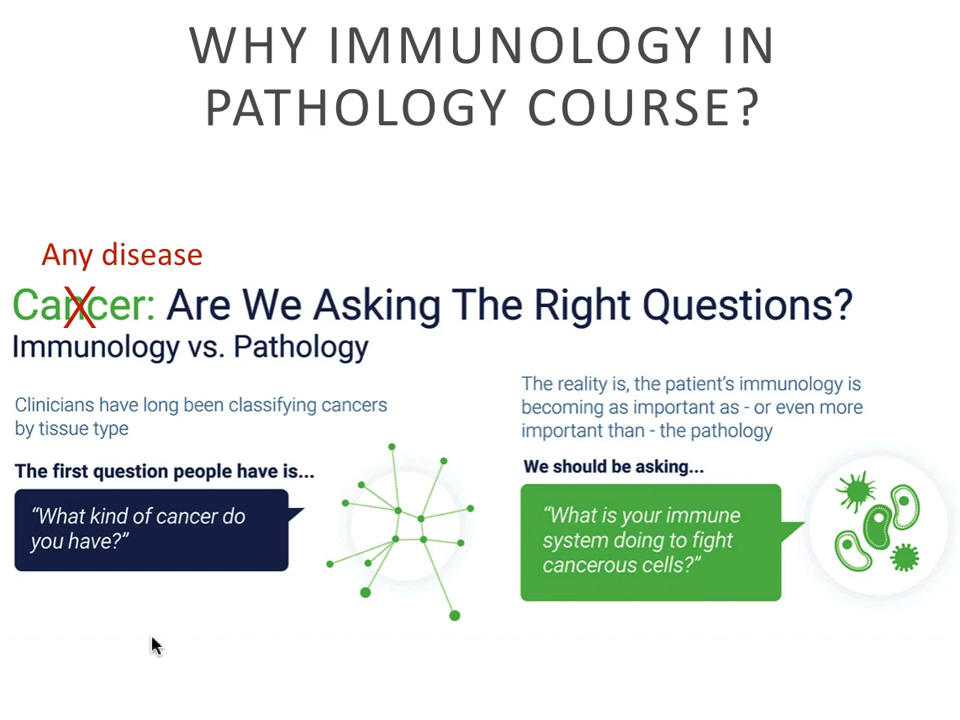 WHY IMMUNOLOGY IN
PATHOLOGY COURSE?
Any disease
Cancer: Are We Asking The Right Questions?
Immunology vs. Pathology
Clinicians have long been classifying cancers
by tissue type
The first question people have is...
“What kind of cancer do
you have?”
The reality is, the patient’s immunology is
becoming as important as - or even more
important than - the pathology
We should be asking...
“What is your immune
system doing to fight
cancerous cells?”